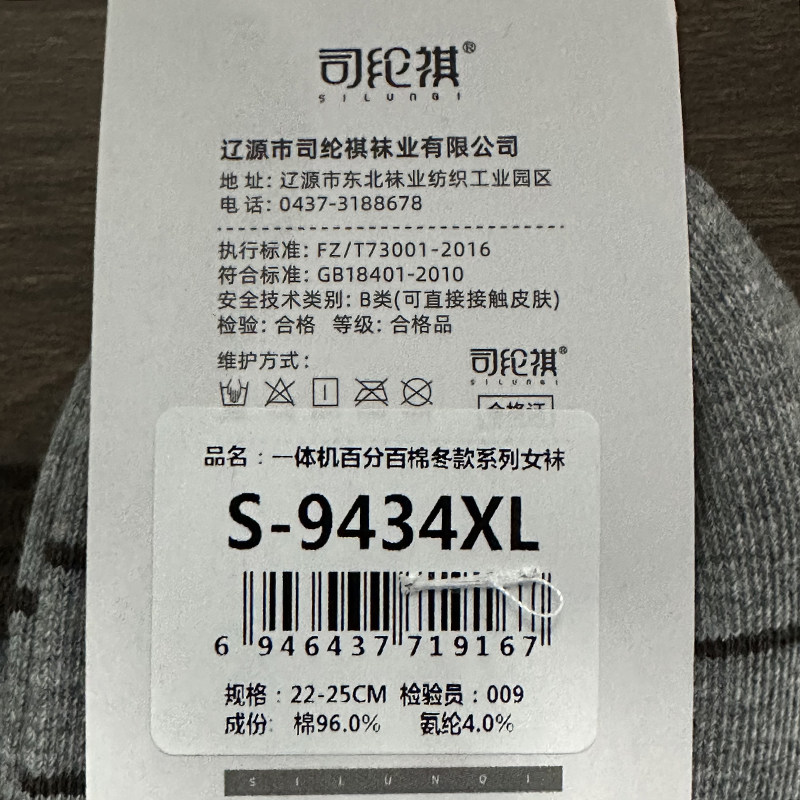 司纶祺®
SILUNQI
辽源市司纶祺袜业有限公司
地 址: 辽源市东北袜业纺织工业园区
电 话: 0437-3188678
执行标准: FZ/T73001-2016
符合标准: GB18401-2010
安全技术类别: B类(可直接接触皮肤)
检验: 合格 等级: 合格品
维护方式:
司纶祺®
SILUNQI
合格证
品名：一体机百分百棉冬款系列女袜
S-9434XL
6 946437 719167
规格：22-25CM 检验员：009
成份: 棉96.0% 氨纶4.0%
SILUNQI